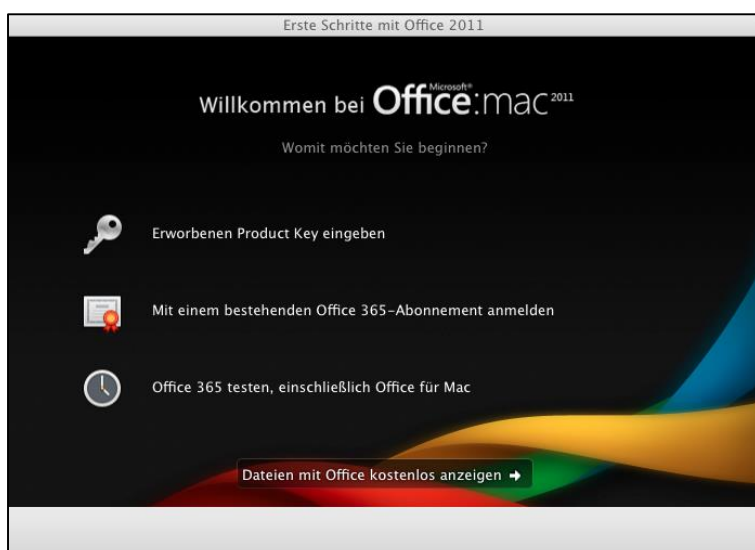 Erste Schritte mit Office 2011
Willkommen bei Microsoft® Office:mac 2011
Womit möchten Sie beginnen?
Erworbenen Product Key eingeben
Mit einem bestehenden Office 365-Abonnement anmelden
Office 365 testen, einschließlich Office für Mac
Dateien mit Office kostenlos anzeigen